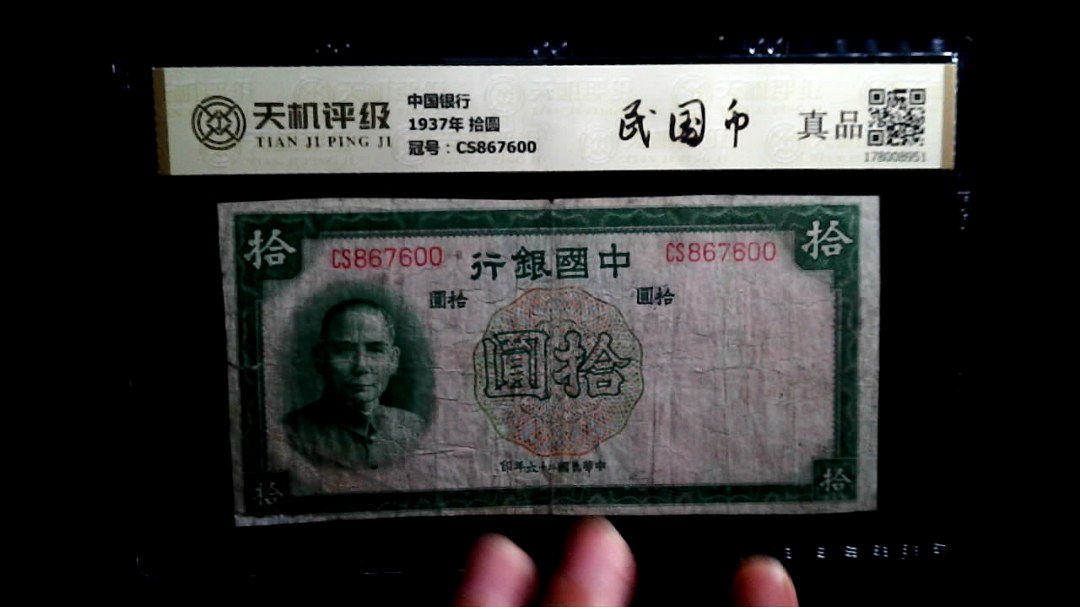 天机评级
TIAN JI PING JI
中国银行
1937年 拾圆
冠号：CS867600
民国币
真品
178008951
拾
拾
CS867600
行銀國中
CS867600
圓拾
圓拾
圓拾
印年六十二國民華中
拾
拾